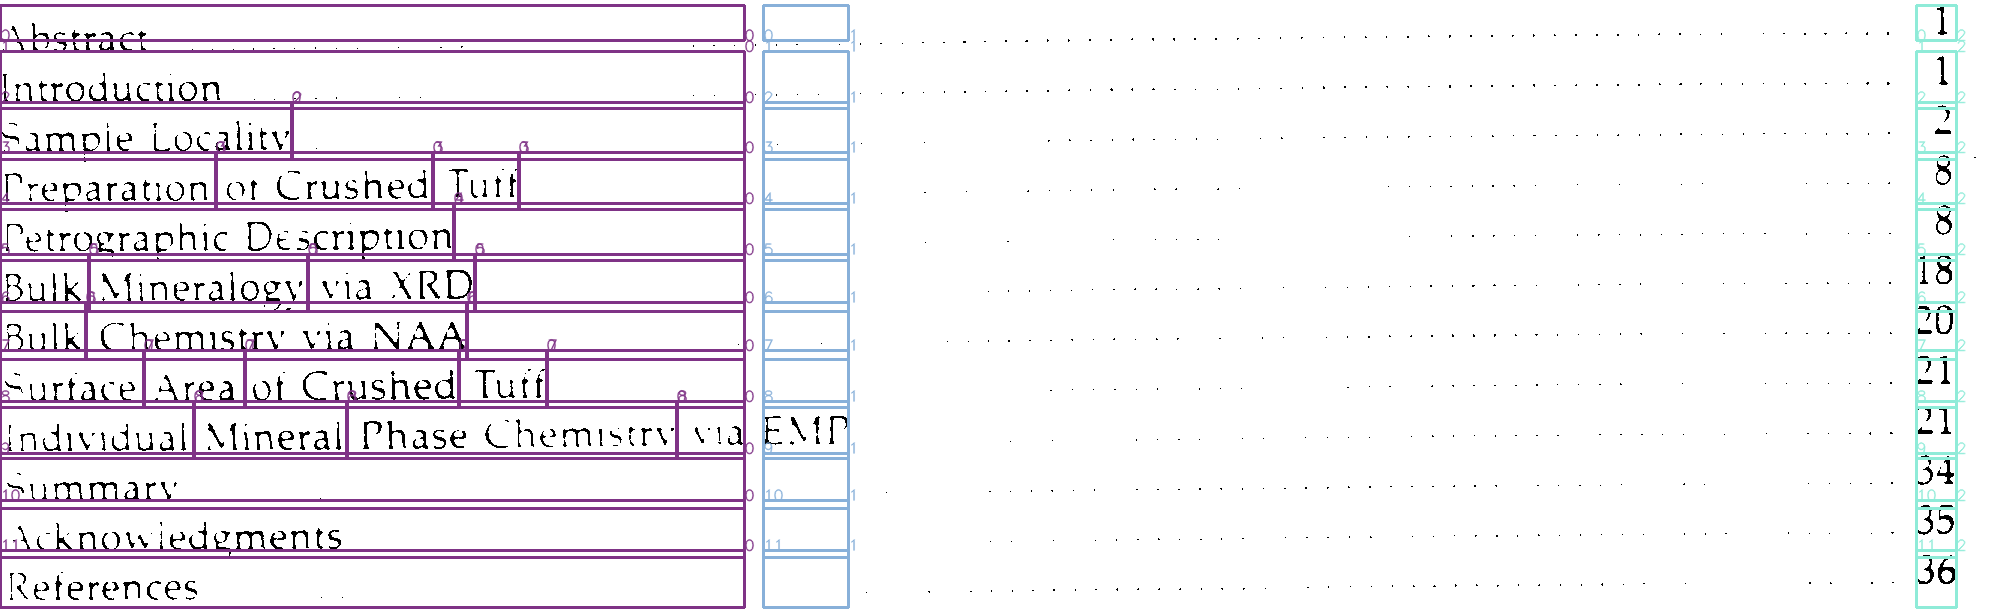 Abstract 1
Introduction 1
Sample Locality 2
Preparation of Crushed Tuff 8
Petrographic Description 8
Bulk Mineralogy via XRD 18
Bulk Chemistry via NAA 20
Surface Area of Crushed Tuff 21
Individual Mineral Phase Chemistry via EMP 21
Summary 34
Acknowledgments 35
References 36